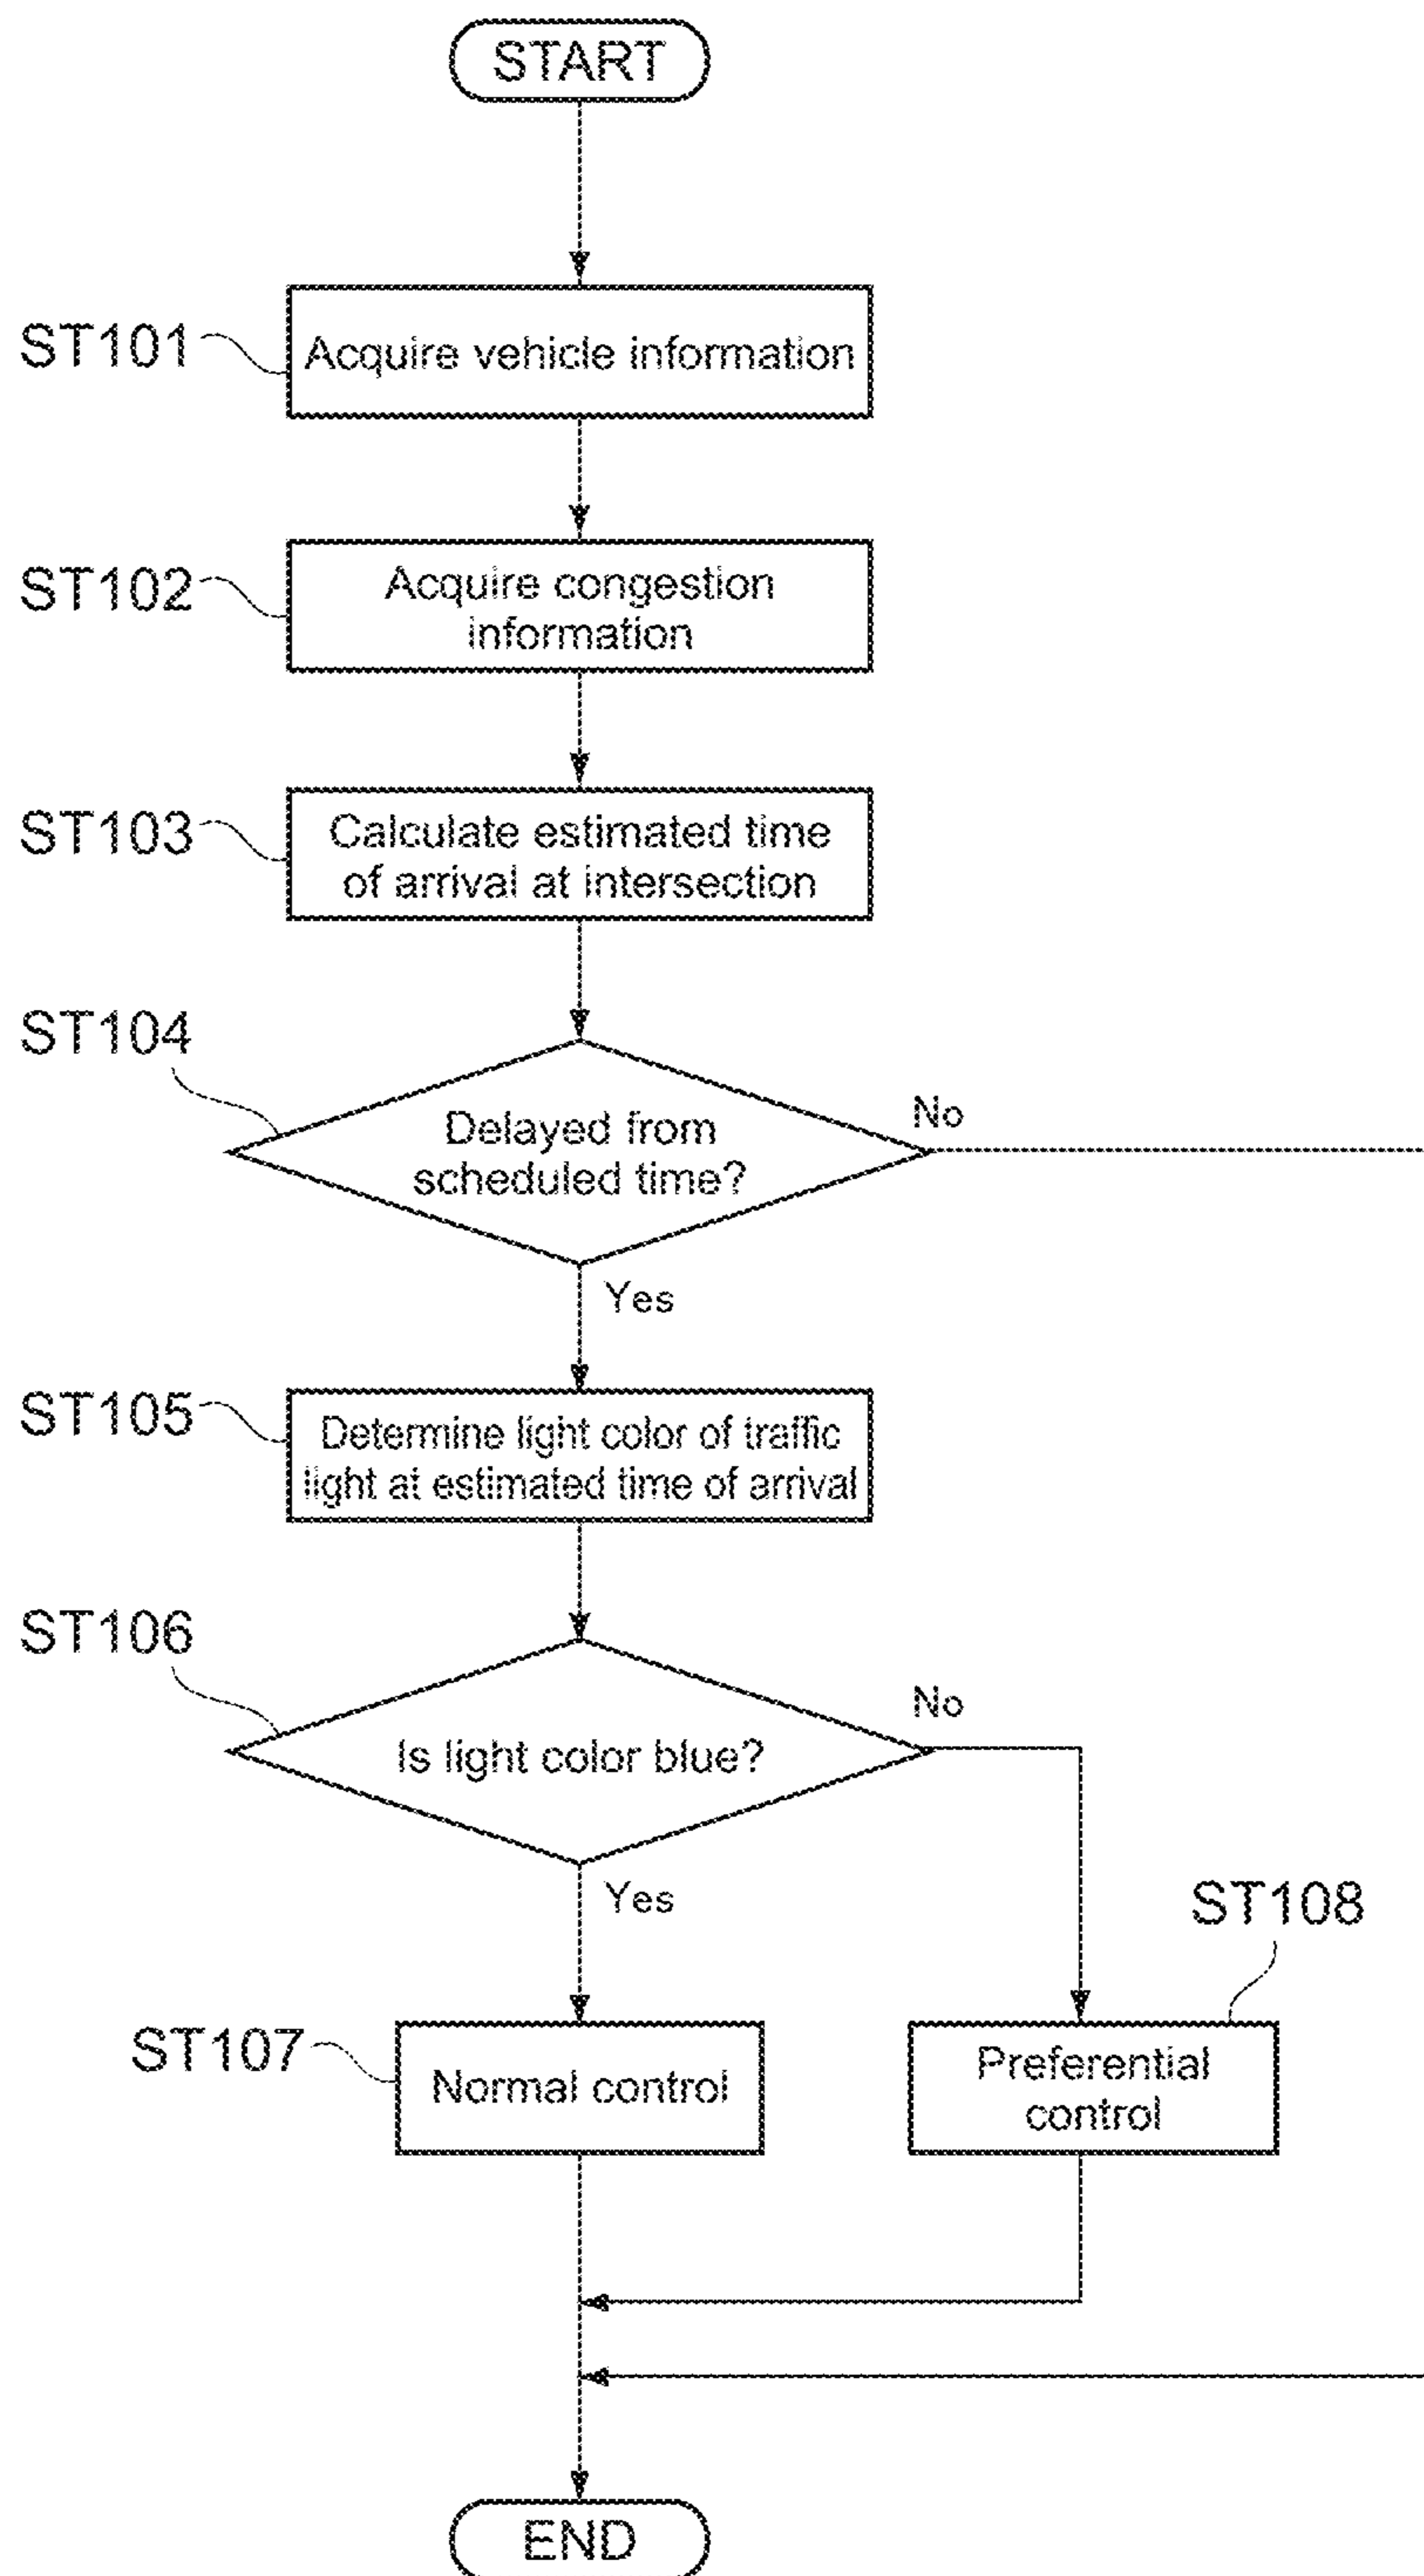 START
ST101
Acquire vehicle information
ST102
Acquire congestion
information
ST103
Calculate estimated time
of arrival at intersection
ST104
Delayed from
scheduled time?
No
Yes
ST105
Determine light color of traffic
light at estimated time of arrival
ST106
Is light color blue?
No
Yes
ST107
Normal control
ST108
Preferential
control
END